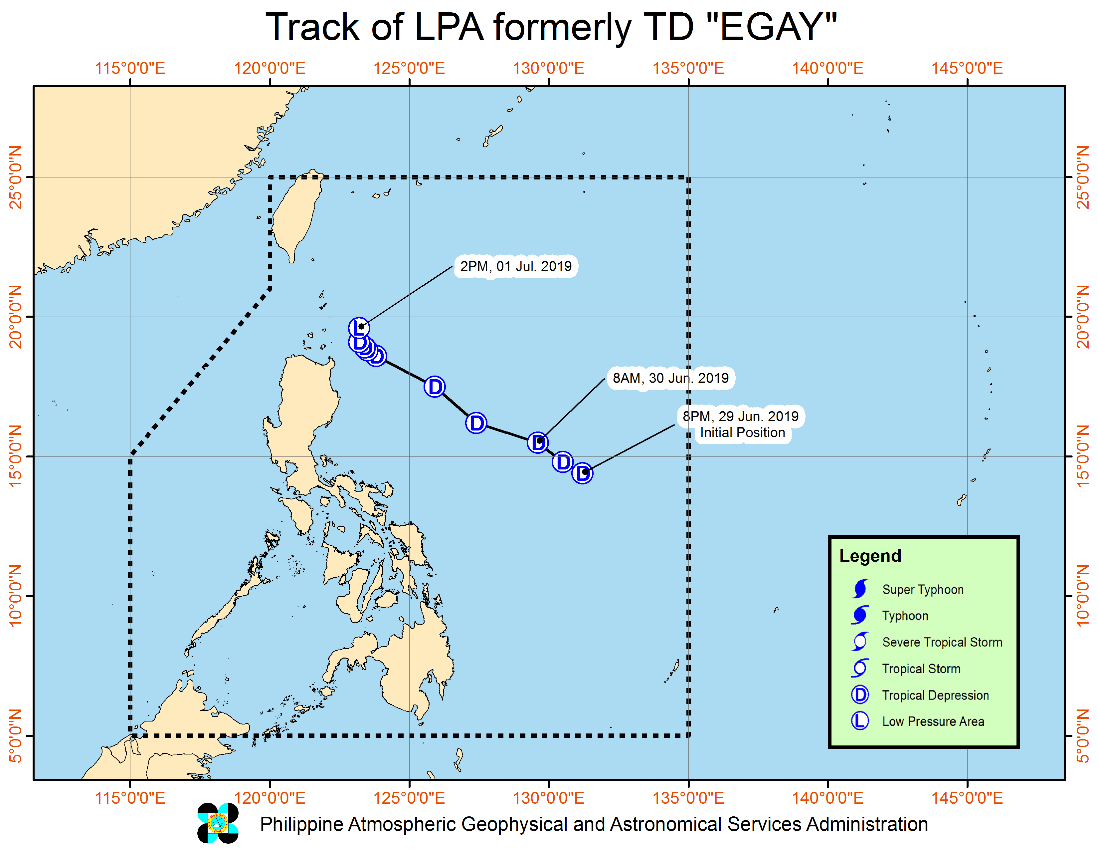 Track of LPA formerly TD "EGAY"
115°0'0"E 120°0'0"E 125°0'0"E 130°0'0"E 135°0'0"E 140°0'0"E 145°0'0"E
25°0'0"N
25°0'0"N
2PM, 01 Jul. 2019
L
20°0'0"N
20°0'0"N
D
D
D
D
D
8AM, 30 Jun. 2019
D
D
8PM, 29 Jun. 2019
Initial Position
D
D
D
15°0'0"N
15°0'0"N
Legend
Super Typhoon
Typhoon
Severe Tropical Storm
Tropical Storm
D Tropical Depression
L Low Pressure Area
10°0'0"N
10°0'0"N
5°0'0"N
5°0'0"N
115°0'0"E 120°0'0"E 125°0'0"E 130°0'0"E 135°0'0"E 140°0'0"E 145°0'0"E
Philippine Atmospheric Geophysical and Astronomical Services Administration